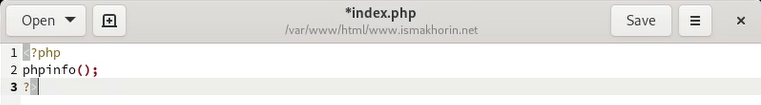 Open
*index.php
/var/www/html/www.ismakhorin.net
Save
1 <?php
2 phpinfo();
3 ?>